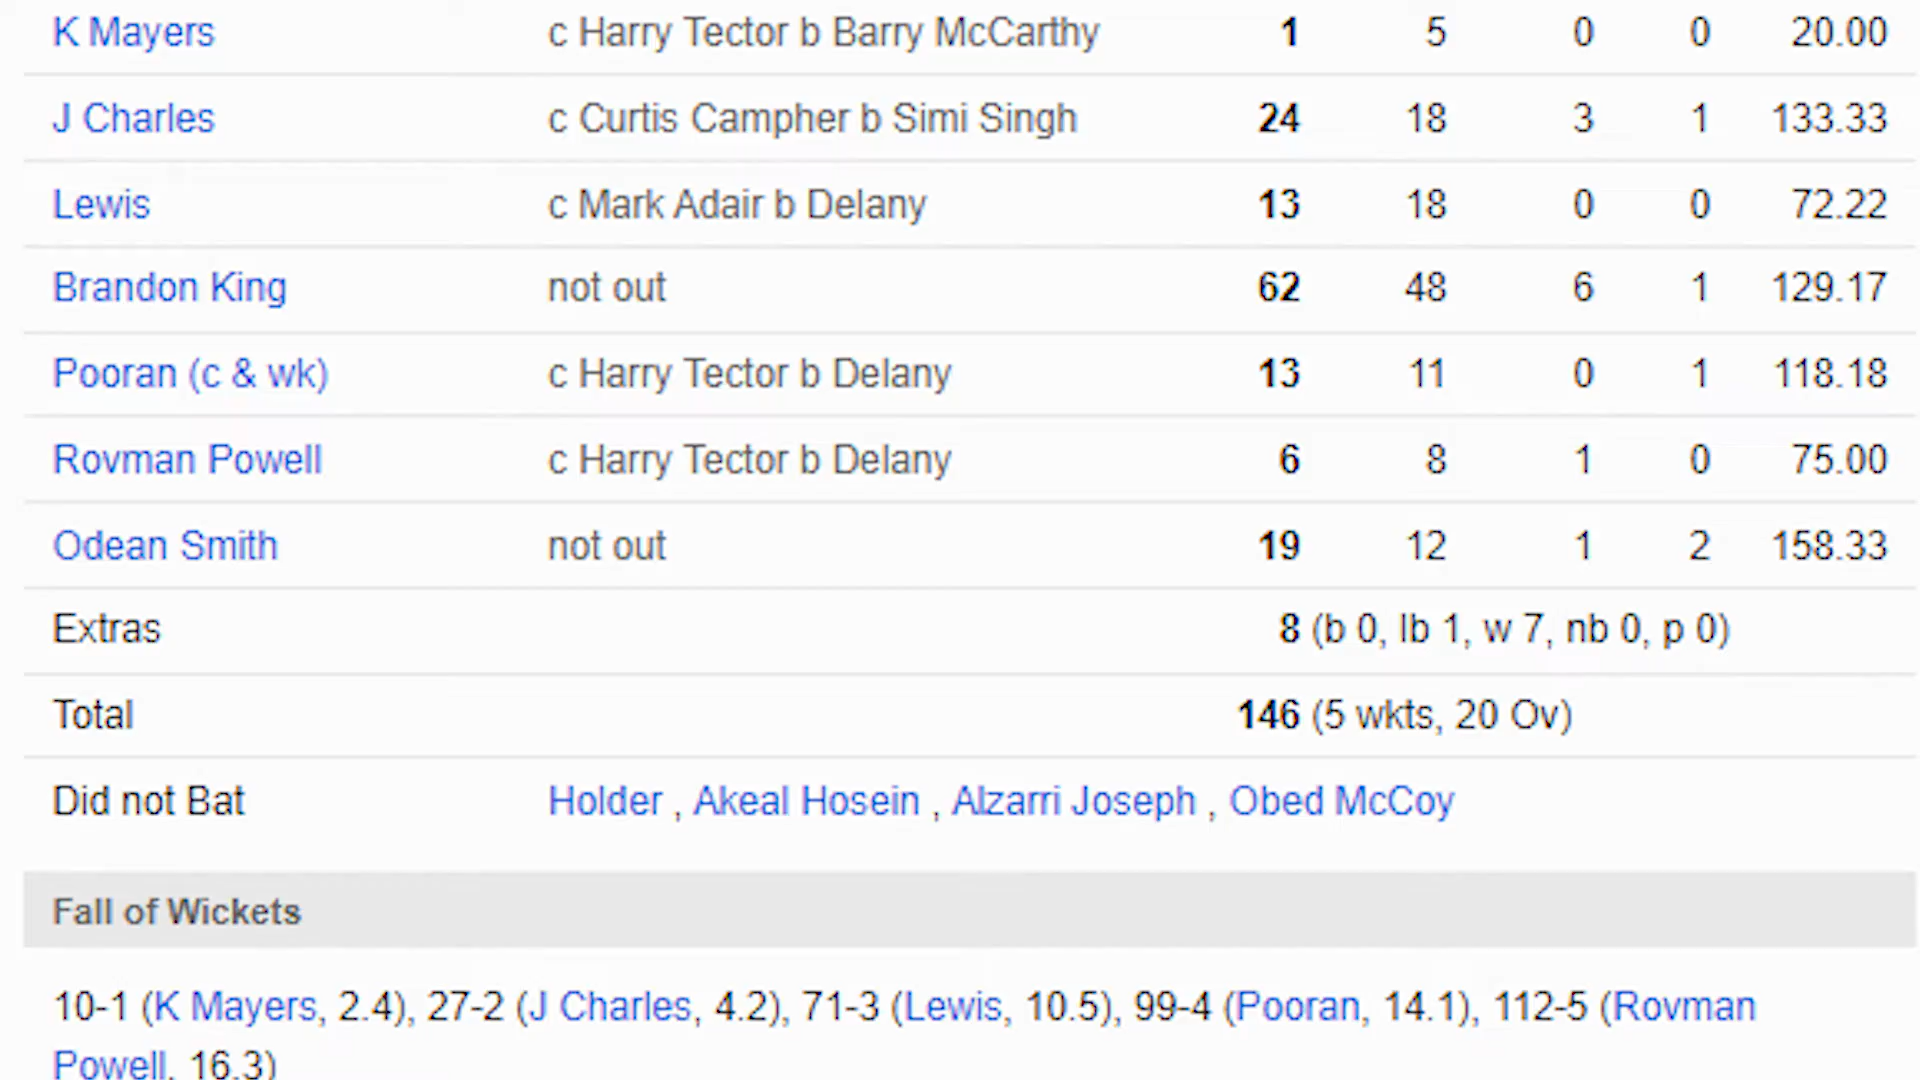 K Mayers c Harry Tector b Barry McCarthy 1 5 0 0 20.00
J Charles c Curtis Campher b Simi Singh 24 18 3 1 133.33
Lewis c Mark Adair b Delany 13 18 0 0 72.22
Brandon King not out 62 48 6 1 129.17
Pooran (c & wk) c Harry Tector b Delany 13 11 0 1 118.18
Rovman Powell c Harry Tector b Delany 6 8 1 0 75.00
Odean Smith not out 19 12 1 2 158.33
Extras 8 (b 0, lb 1, w 7, nb 0, p 0)
Total 146 (5 wkts, 20 Ov)
Did not Bat Holder , Akeal Hosein , Alzarri Joseph , Obed McCoy
Fall of Wickets
10-1 (K Mayers, 2.4), 27-2 (J Charles, 4.2), 71-3 (Lewis, 10.5), 99-4 (Pooran, 14.1), 112-5 (Rovman
Powell, 16.3)